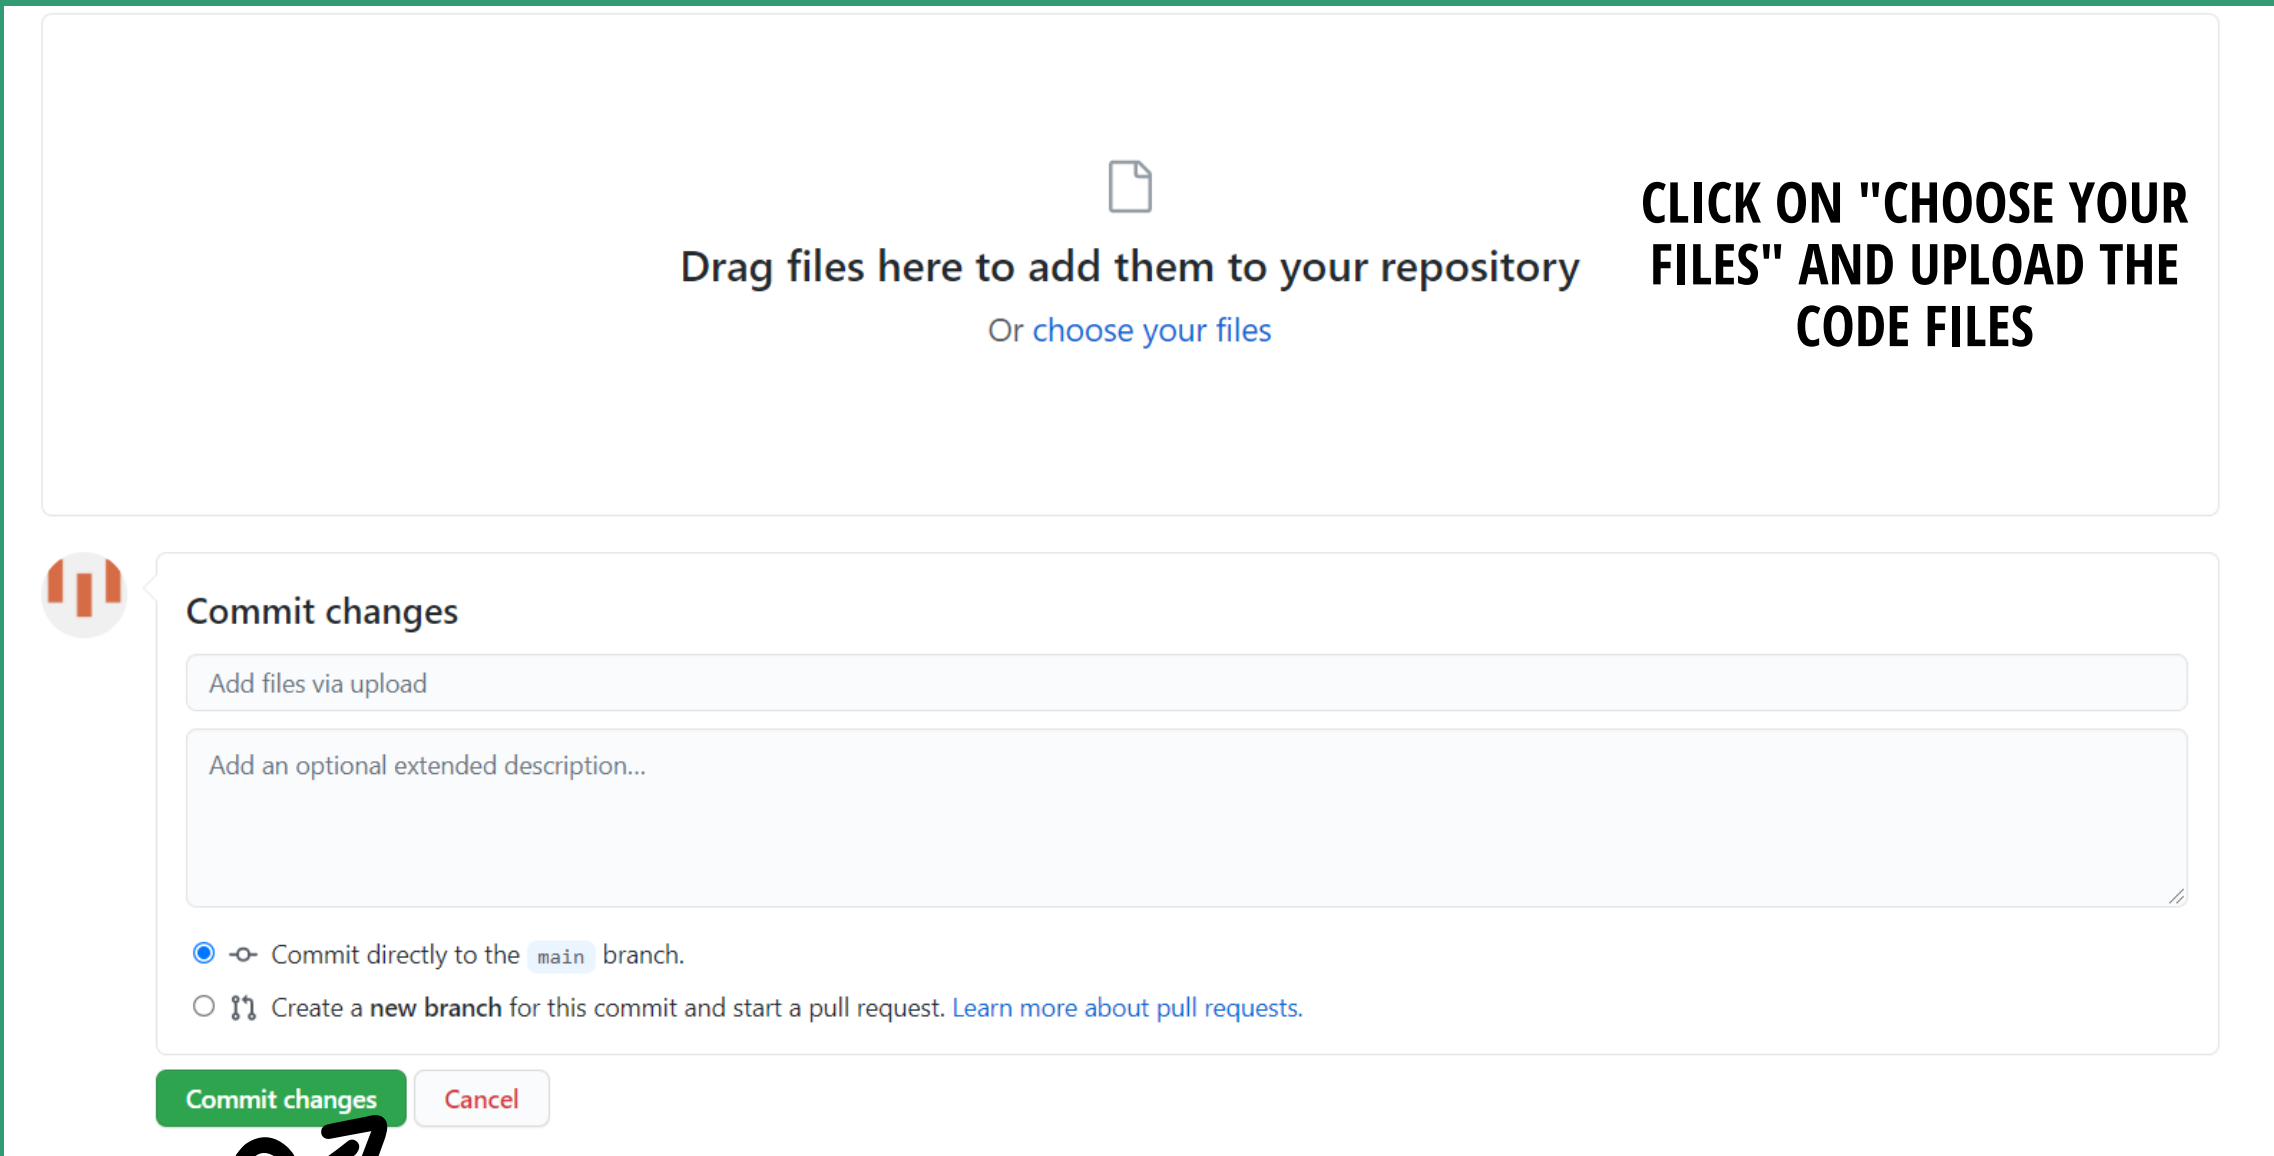 Drag files here to add them to your repository
Or choose your files
CLICK ON "CHOOSE YOUR
FILES" AND UPLOAD THE
CODE FILES
Commit changes
Add files via upload
Add an optional extended description...
Commit directly to the main branch.
Create a new branch for this commit and start a pull request. Learn more about pull requests.
Commit changes
Cancel